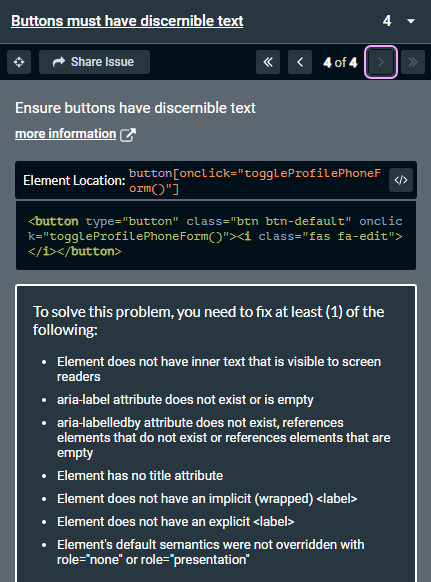 Buttons must have discernible text 4
Share Issue 4 of 4
Ensure buttons have discernible text
more information
Element Location: button[onclick="toggleProfilePhoneF
orm()"]
<button type="button" class="btn btn-default" onclic
k="toggleProfilePhoneForm()"><i class="fas fa-edit">
</i></button>
To solve this problem, you need to fix at least (1) of the
following:
• Element does not have inner text that is visible to screen
readers
• aria-label attribute does not exist or is empty
• aria-labelledby attribute does not exist, references
elements that do not exist or references elements that are
empty
• Element has no title attribute
• Element does not have an implicit (wrapped) <label>
• Element does not have an explicit <label>
• Element's default semantics were not overridden with
role="none" or role="presentation"